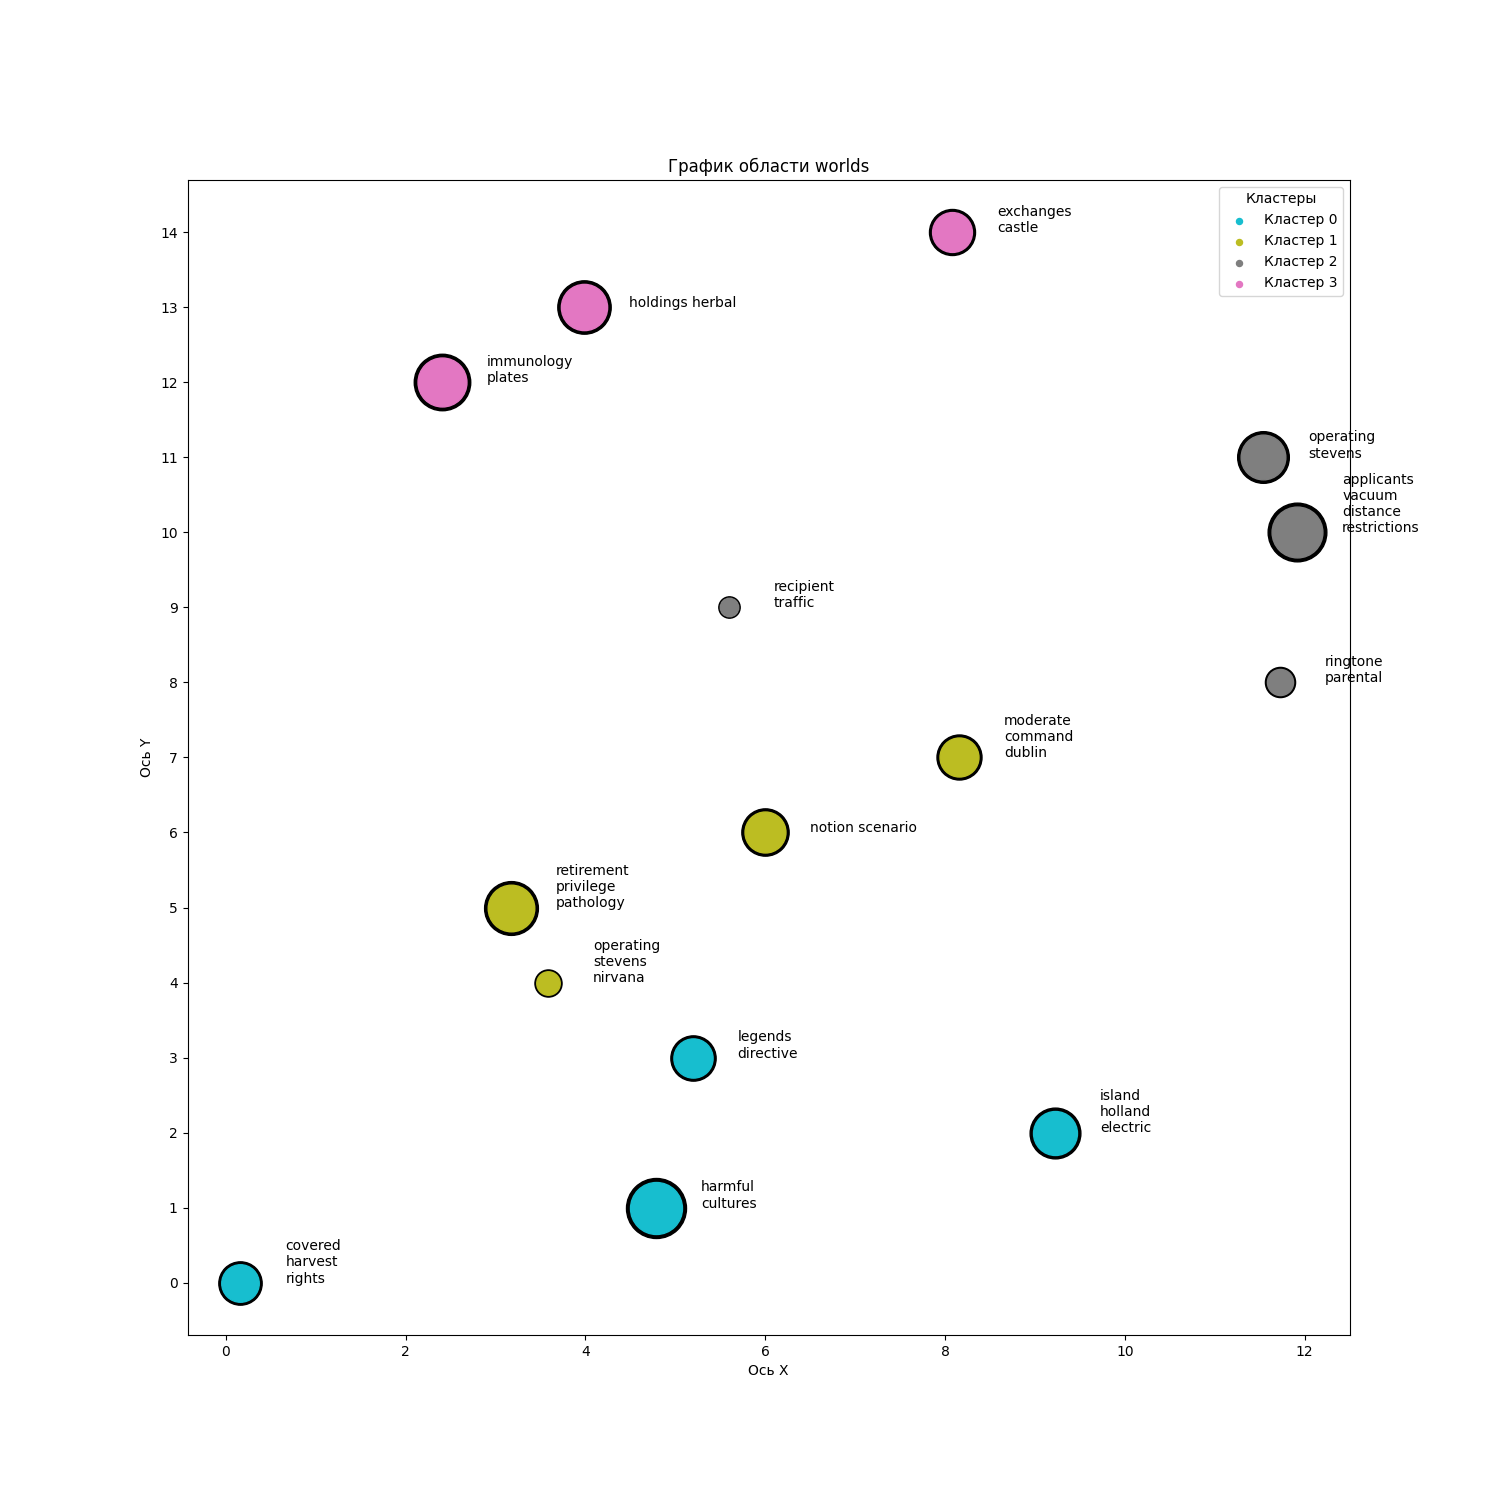 График области worlds
exchanges
castle
Кластеры
Кластер 0
Кластер 1
Кластер 2
Кластер 3
holdings herbal
immunology
plates
operating
stevens
applicants
vacuum
distance
restrictions
recipient
traffic
ringtone
parental
moderate
command
dublin
notion scenario
retirement
privilege
pathology
operating
stevens
nirvana
legends
directive
island
holland
electric
harmful
cultures
covered
harvest
rights
14
13
12
11
10
9
8
7
6
5
4
3
2
1
0
Ось Y
0
2
4
6
8
10
12
Ось X